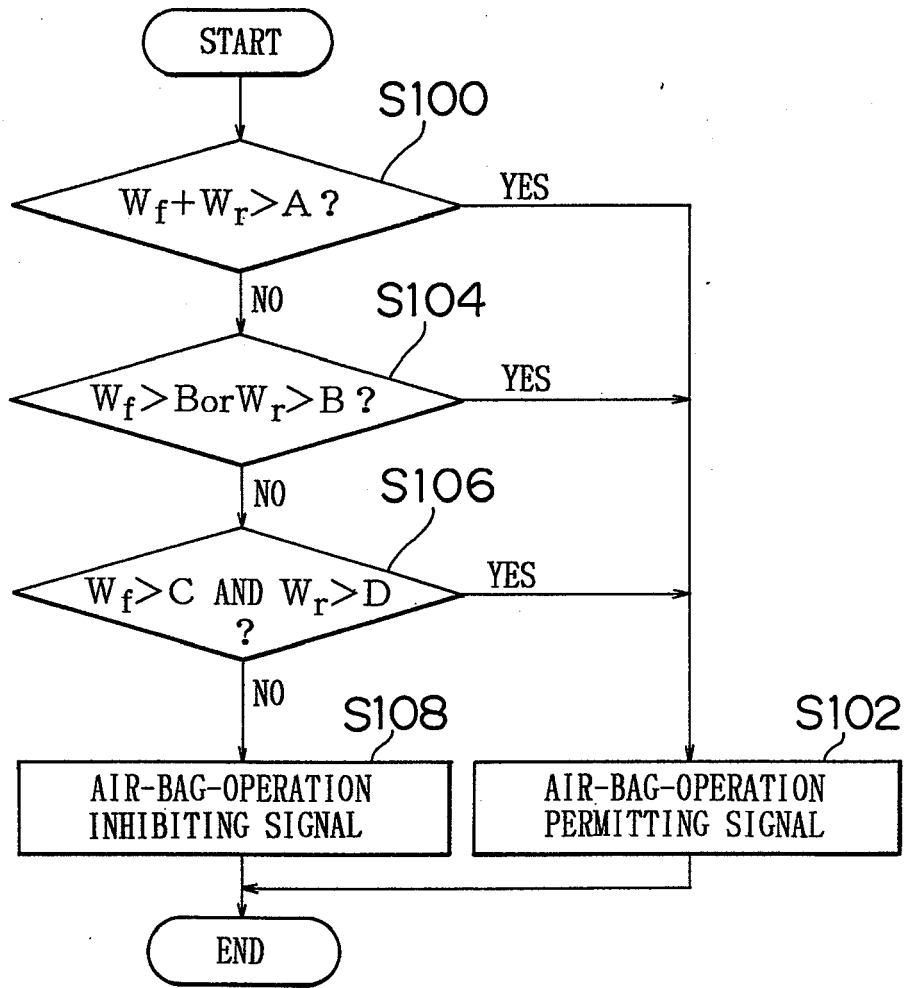 START
S100
Wf+Wr>A?
YES
NO
S104
Wf>BorWr>B?
YES
NO
S106
Wf>C AND Wr>D
?
YES
NO
S108
AIR-BAG-OPERATION
INHIBITING SIGNAL
S102
AIR-BAG-OPERATION
PERMITTING SIGNAL
END